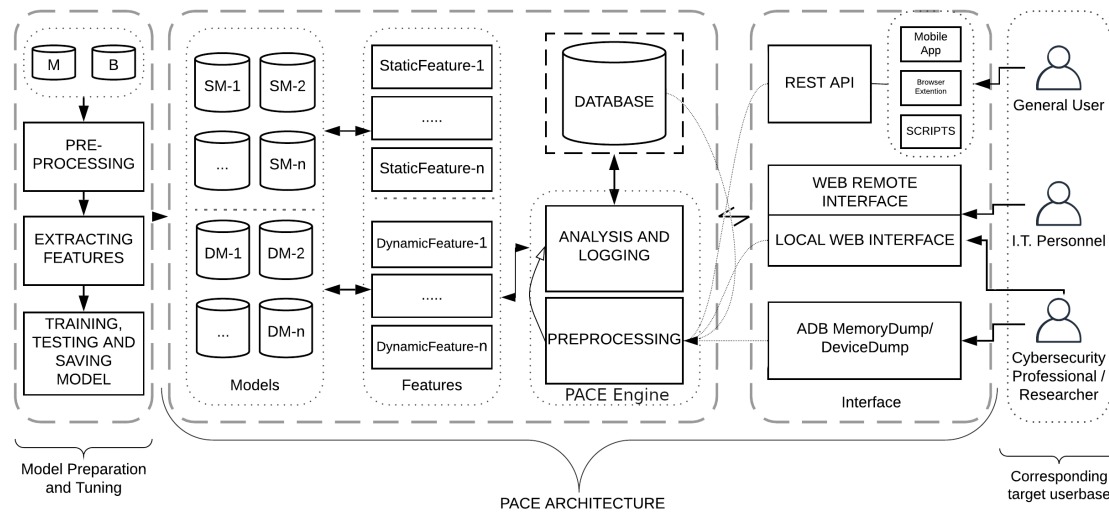 M
B
PRE-
PROCESSING
EXTRACTING
FEATURES
TRAINING,
TESTING AND
SAVING
MODEL
Model Preparation
and Tuning
SM-1
SM-2
...
SM-n
DM-1
DM-2
...
DM-n
Models
StaticFeature-1
.....
StaticFeature-n
DynamicFeature-1
.....
DynamicFeature-n
Features
DATABASE
ANALYSIS AND
LOGGING
PREPROCESSING
PACE Engine
REST API
Mobile
App
Browser
Extention
SCRIPTS
WEB REMOTE
INTERFACE
LOCAL WEB INTERFACE
ADB MemoryDump/
DeviceDump
Interface
PACE ARCHITECTURE
General User
I.T. Personnel
Cybersecurity
Professional /
Researcher
Corresponding
target userbase